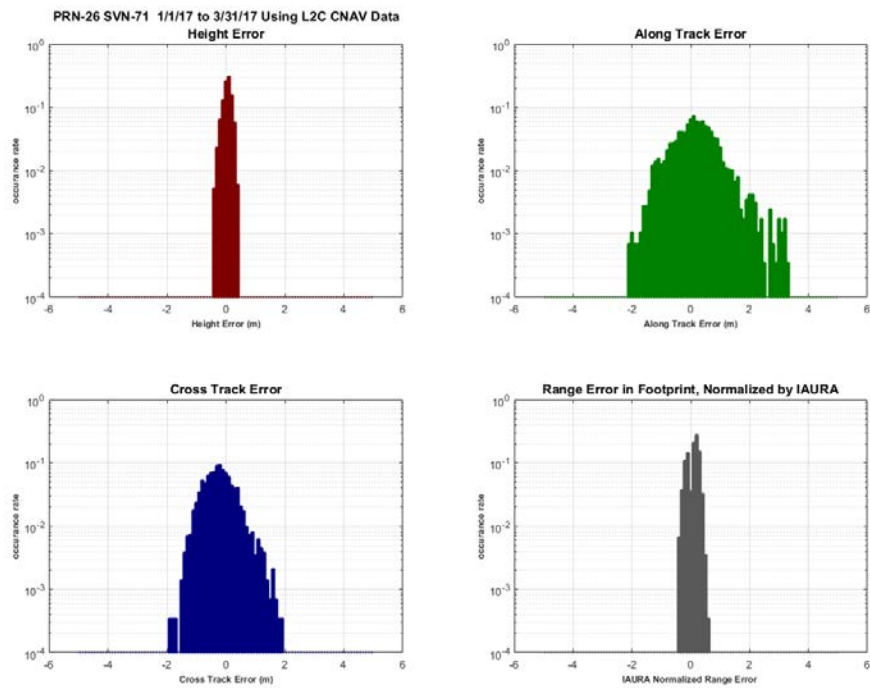 PRN-26 SVN-71 1/1/17 to 3/31/17 Using L2C CNAV Data
Height Error
10^0
10^-1
10^-2
10^-3
10^-4
occurance rate
-6 -4 -2 0 2 4 6
Height Error (m)
Along Track Error
10^0
10^-1
10^-2
10^-3
10^-4
occurance rate
-6 -4 -2 0 2 4 6
Along Track Error (m)
Cross Track Error
10^0
10^-1
10^-2
10^-3
10^-4
occurance rate
-6 -4 -2 0 2 4 6
Cross Track Error (m)
Range Error in Footprint, Normalized by IAURA
10^0
10^-1
10^-2
10^-3
10^-4
occurance rate
-6 -4 -2 0 2 4 6
IAURA Normalized Range Error